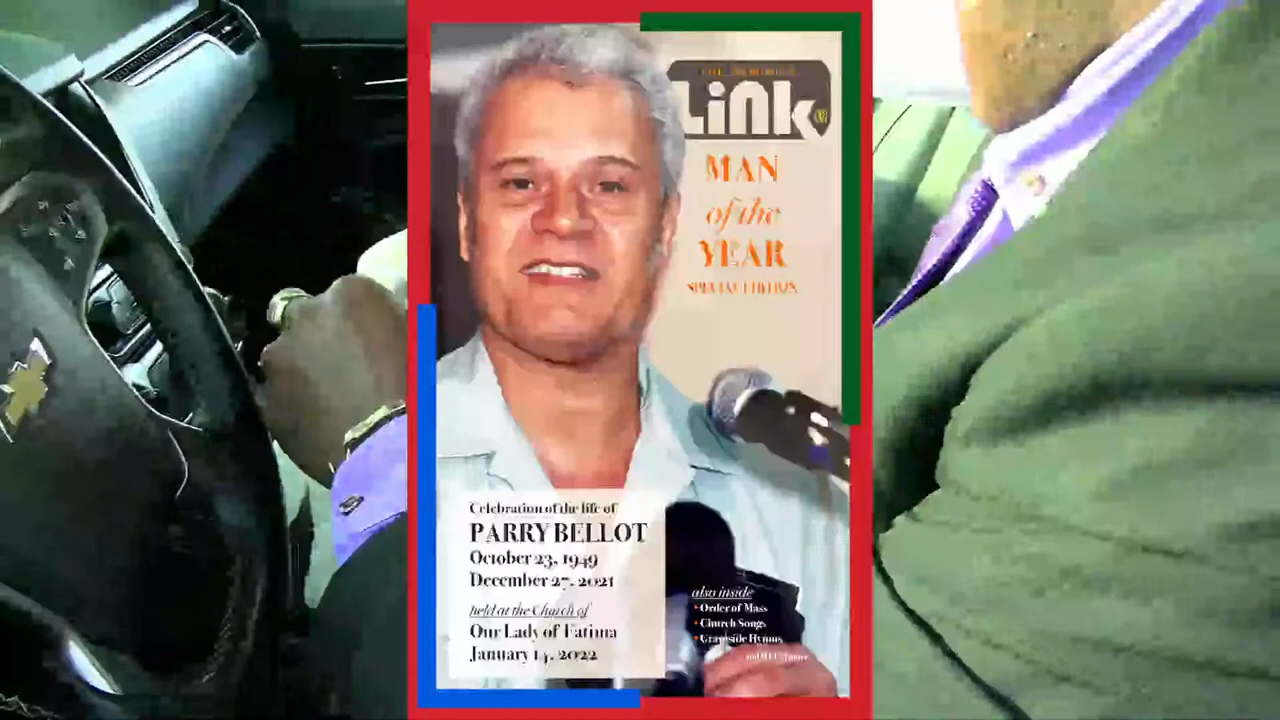 Link
MAN
of the
YEAR
SPECIAL EDITION
Celebration of the life of
PARRY BELLOT
October 23, 1949
December 27, 2021
held at the Church of
Our Lady of Fatima
January 14, 2022
also inside
• Order of Mass
• Church Songs
• Graveside Hymns